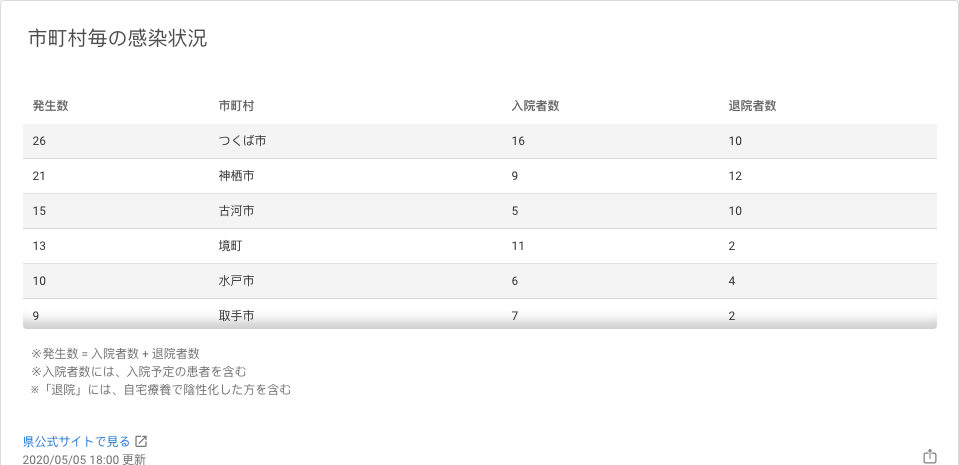 市町村毎の感染状況
発生数 市町村 入院者数 退院者数
26 つくば市 16 10
21 神栖市 9 12
15 古河市 5 10
13 境町 11 2
10 水戸市 6 4
9 取手市 7 2
※発生数 = 入院者数 + 退院者数
※入院者数には、入院予定の患者を含む
※「退院」には、自宅療養で陰性化した方を含む
県公式サイトで見る
2020/05/05 18:00 更新